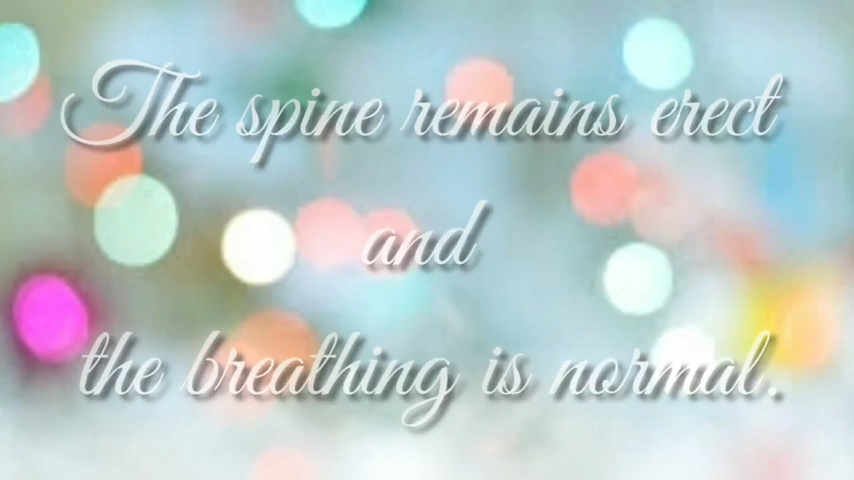 The spine remains erect
and
the breathing is normal.